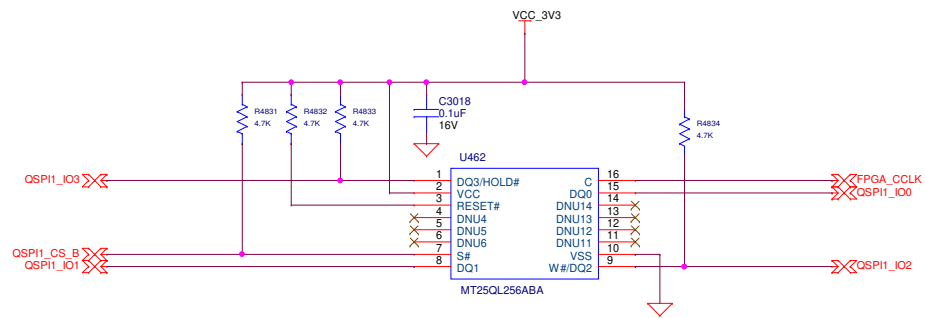 VCC_3V3
R4831
4.7K
R4832
4.7K
R4833
4.7K
C3018
0.1uF
16V
R4834
4.7K
U462
QSPI1_IO3
1
DQ3/HOLD#
C
16
FPGA_CCLK
2
VCC
DQ0
15
QSPI1_IO0
3
RESET#
DNU14
14
4
DNU4
DNU13
13
5
DNU5
DNU12
12
6
DNU6
DNU11
11
QSPI1_CS_B
7
S#
VSS
10
QSPI1_IO1
8
DQ1
W#/DQ2
9
QSPI1_IO2
MT25QL256ABA